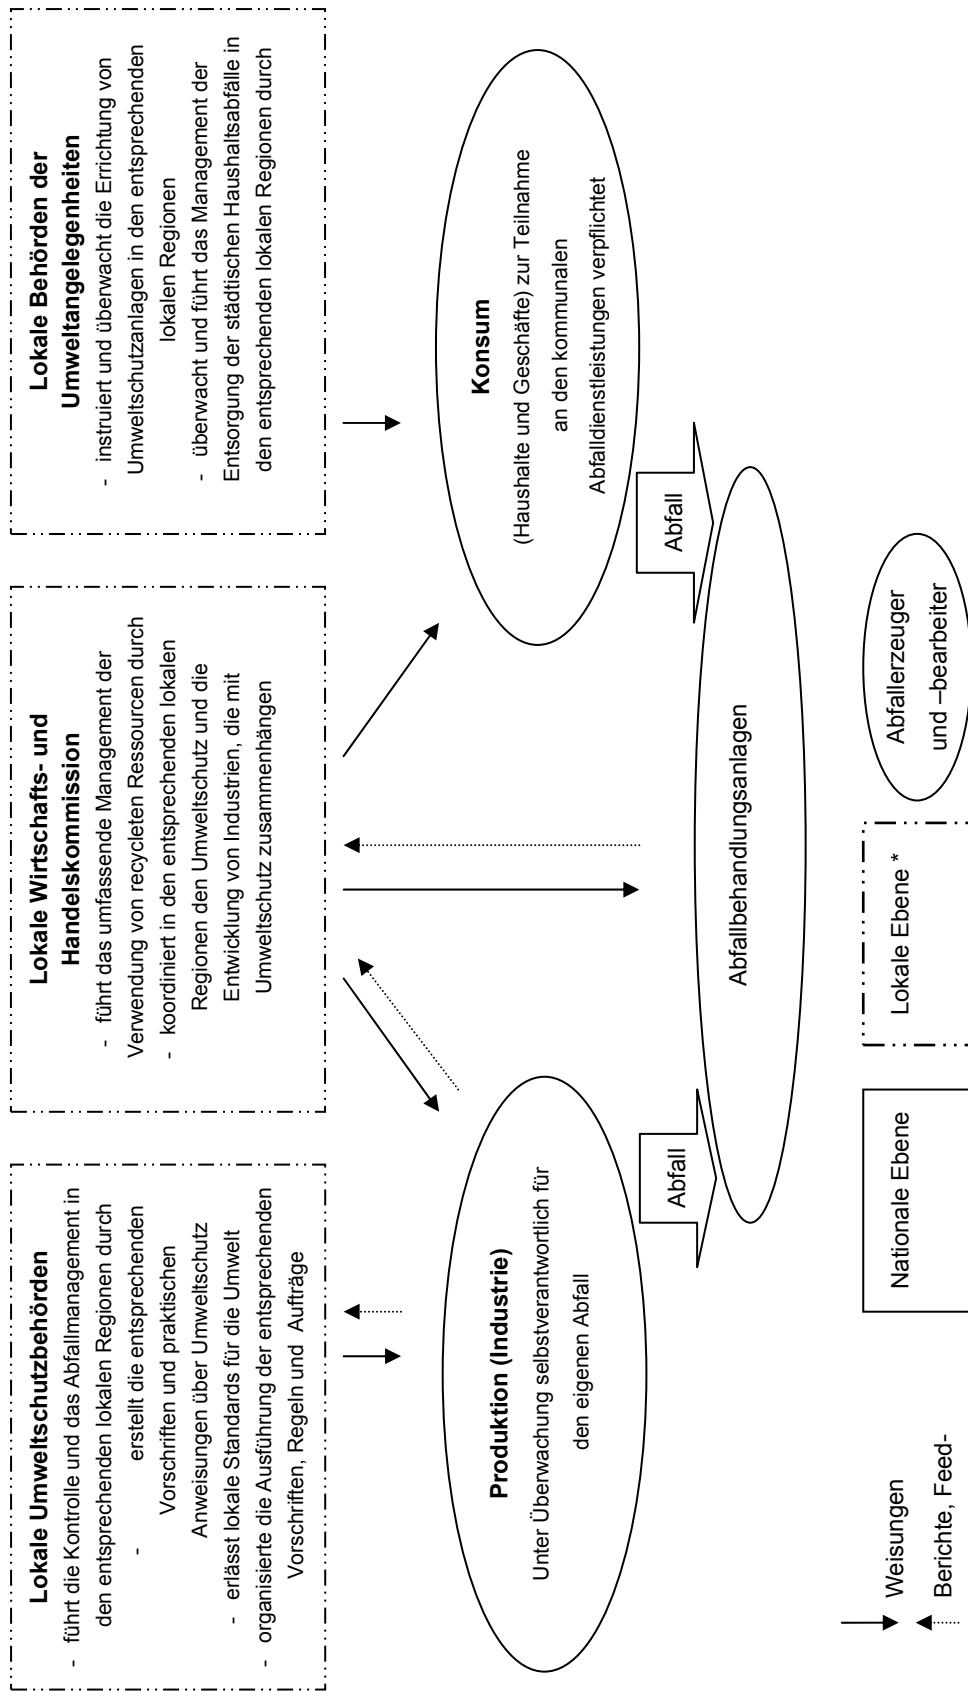 Lokale Umweltschutzbehörden
- führt die Kontrolle und das Abfallmanagement in
den entsprechenden lokalen Regionen durch
- erstellt die entsprechenden
Vorschriften und praktischen
- Anweisungen über Umweltschutz
- erlässt lokale Standards für die Umwelt
- organisierte die Ausführung der entsprechenden
Vorschriften, Regeln und Aufträge
Lokale Wirtschafts- und
Handelskommission
- führt das umfassende Management der
Verwendung von recycleten Ressourcen durch
- koordiniert in den entsprechenden lokalen
Regionen den Umweltschutz und die
Entwicklung von Industrien, die mit
Umweltschutz zusammenhängen
Lokale Behörden der
Umweltangelegenheiten
- instruiert und überwacht die Errichtung von
Umweltschutzanlagen in den entsprechenden
lokalen Regionen
- überwacht und führt das Management der
Entsorgung der städtischen Haushaltsabfälle in
den entsprechenden lokalen Regionen durch
Produktion (Industrie)
Unter Überwachung selbstverantwortlich für
den eigenen Abfall
Konsum
(Haushalte und Geschäfte) zur Teilnahme
an den kommunalen
Abfalldienstleistungen verpflichtet
Abfall
Abfall
Abfallbehandlungsanlagen
Weisungen
Berichte, Feed-
Nationale Ebene
Lokale Ebene *
Abfallerzeuger
und –bearbeiter